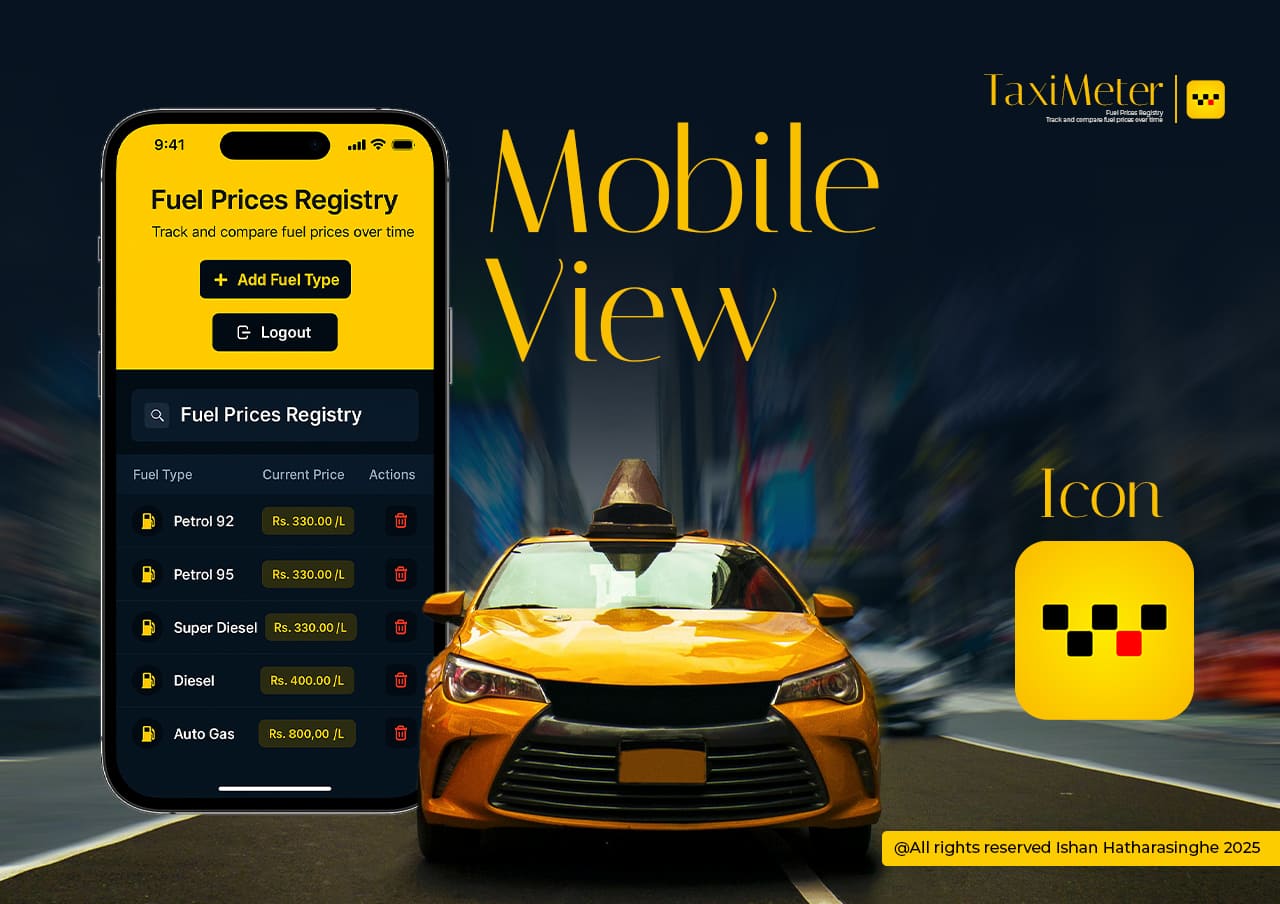 TaxiMeter
Fuel Prices Registry
Track and compare fuel prices over time
Mobile
View
9:41
Fuel Prices Registry
Track and compare fuel prices over time
+ Add Fuel Type
Logout
Fuel Prices Registry
Fuel Type Current Price Actions
Petrol 92 Rs. 330.00 /L
Petrol 95 Rs. 330.00 /L
Super Diesel Rs. 330.00 /L
Diesel Rs. 400.00 /L
Auto Gas Rs. 800,00 /L
Icon
@All rights reserved Ishan Hatharasinghe 2025